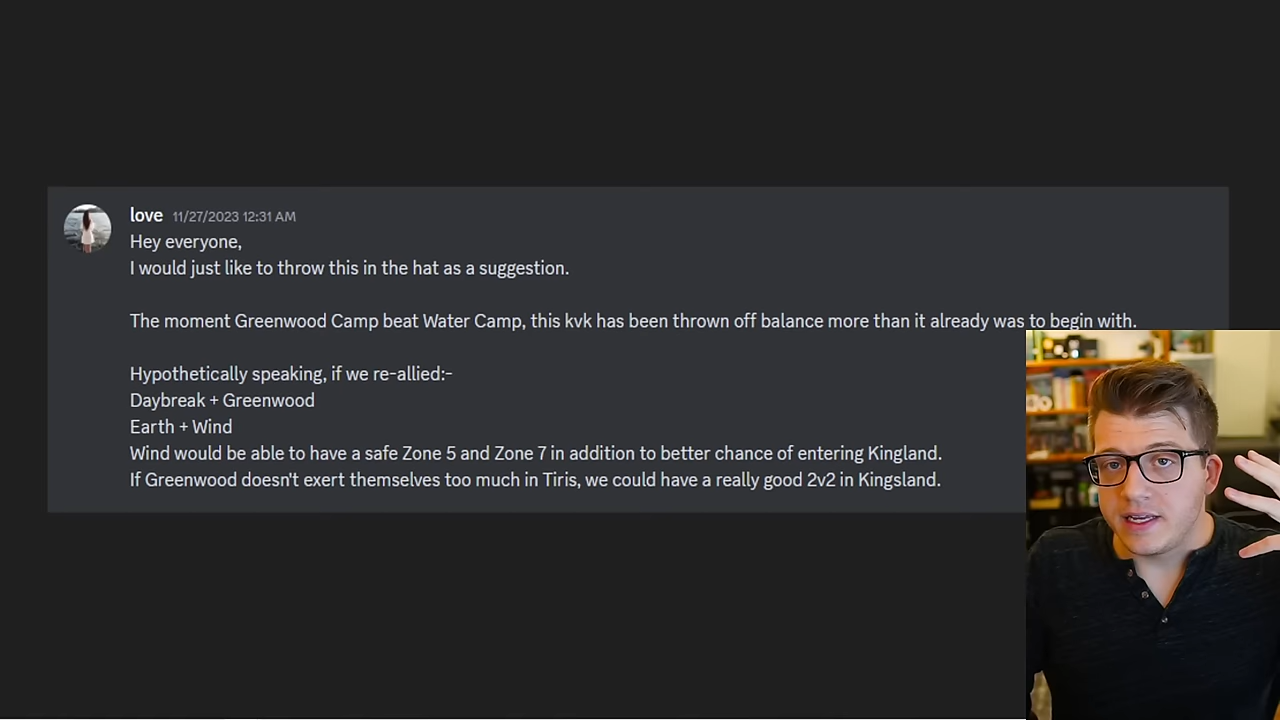 love 11/27/2023 12:31 AM
Hey everyone,
I would just like to throw this in the hat as a suggestion.
The moment Greenwood Camp beat Water Camp, this kvk has been thrown off balance more than it already was to begin with.
Hypothetically speaking, if we re-allied:-
Daybreak + Greenwood
Earth + Wind
Wind would be able to have a safe Zone 5 and Zone 7 in addition to better chance of entering Kingland.
If Greenwood doesn't exert themselves too much in Tiris, we could have a really good 2v2 in Kingsland.